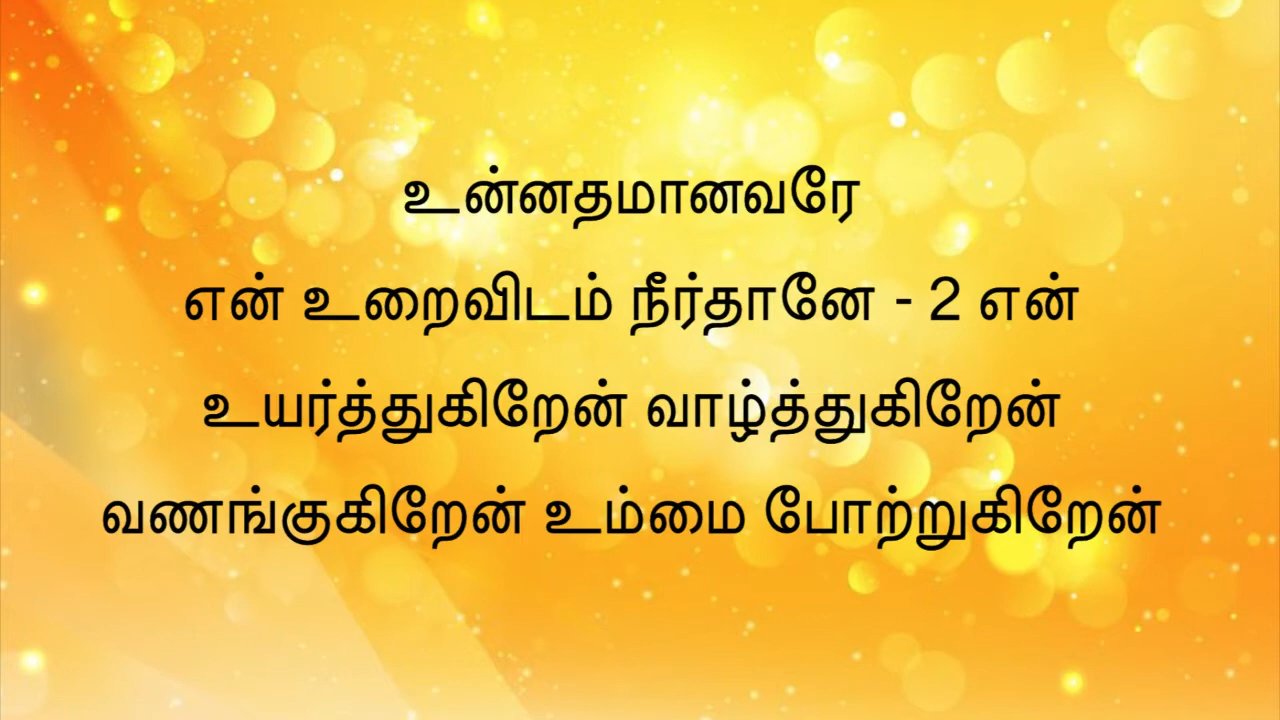 உன்னதமானவரே
என் உறைவிடம் நீர்தானே - 2 என்
உயர்த்துகிறேன் வாழ்த்துகிறேன்
வணங்குகிறேன் உம்மை போற்றுகிறேன்